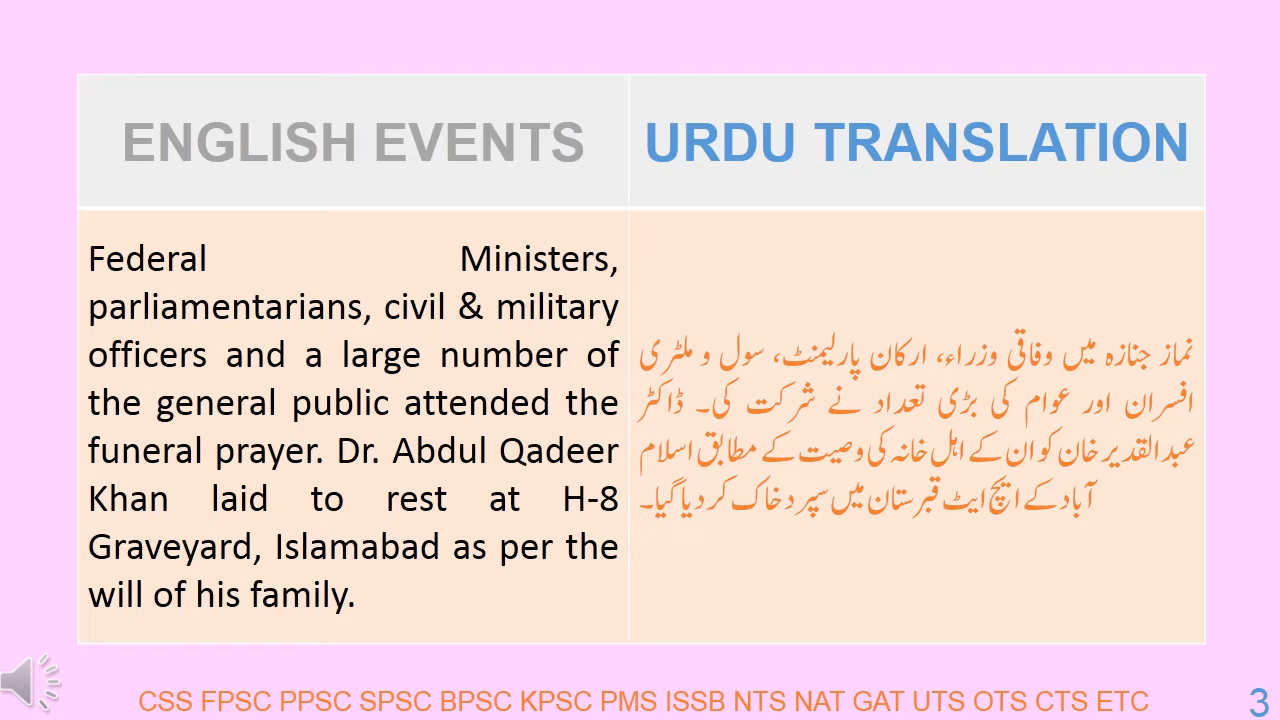 ENGLISH EVENTS
URDU TRANSLATION
Federal Ministers,
parliamentarians, civil & military
officers and a large number of
the general public attended the
funeral prayer. Dr. Abdul Qadeer
Khan laid to rest at H-8
Graveyard, Islamabad as per the
will of his family.
نماز جنازہ میں وفاقی وزراء، ارکان پارلیمنٹ، سول و ملٹری
افسران اور عوام کی بڑی تعداد نے شرکت کی۔ ڈاکٹر
عبدالقدیر خان کو ان کے اہل خانہ کی وصیت کے مطابق اسلام
آباد کے ایچ ایٹ قبرستان میں سپرد خاک کر دیا گیا۔
CSS FPSC PPSC SPSC BPSC KPSC PMS ISSB NTS NAT GAT UTS OTS CTS ETC
3